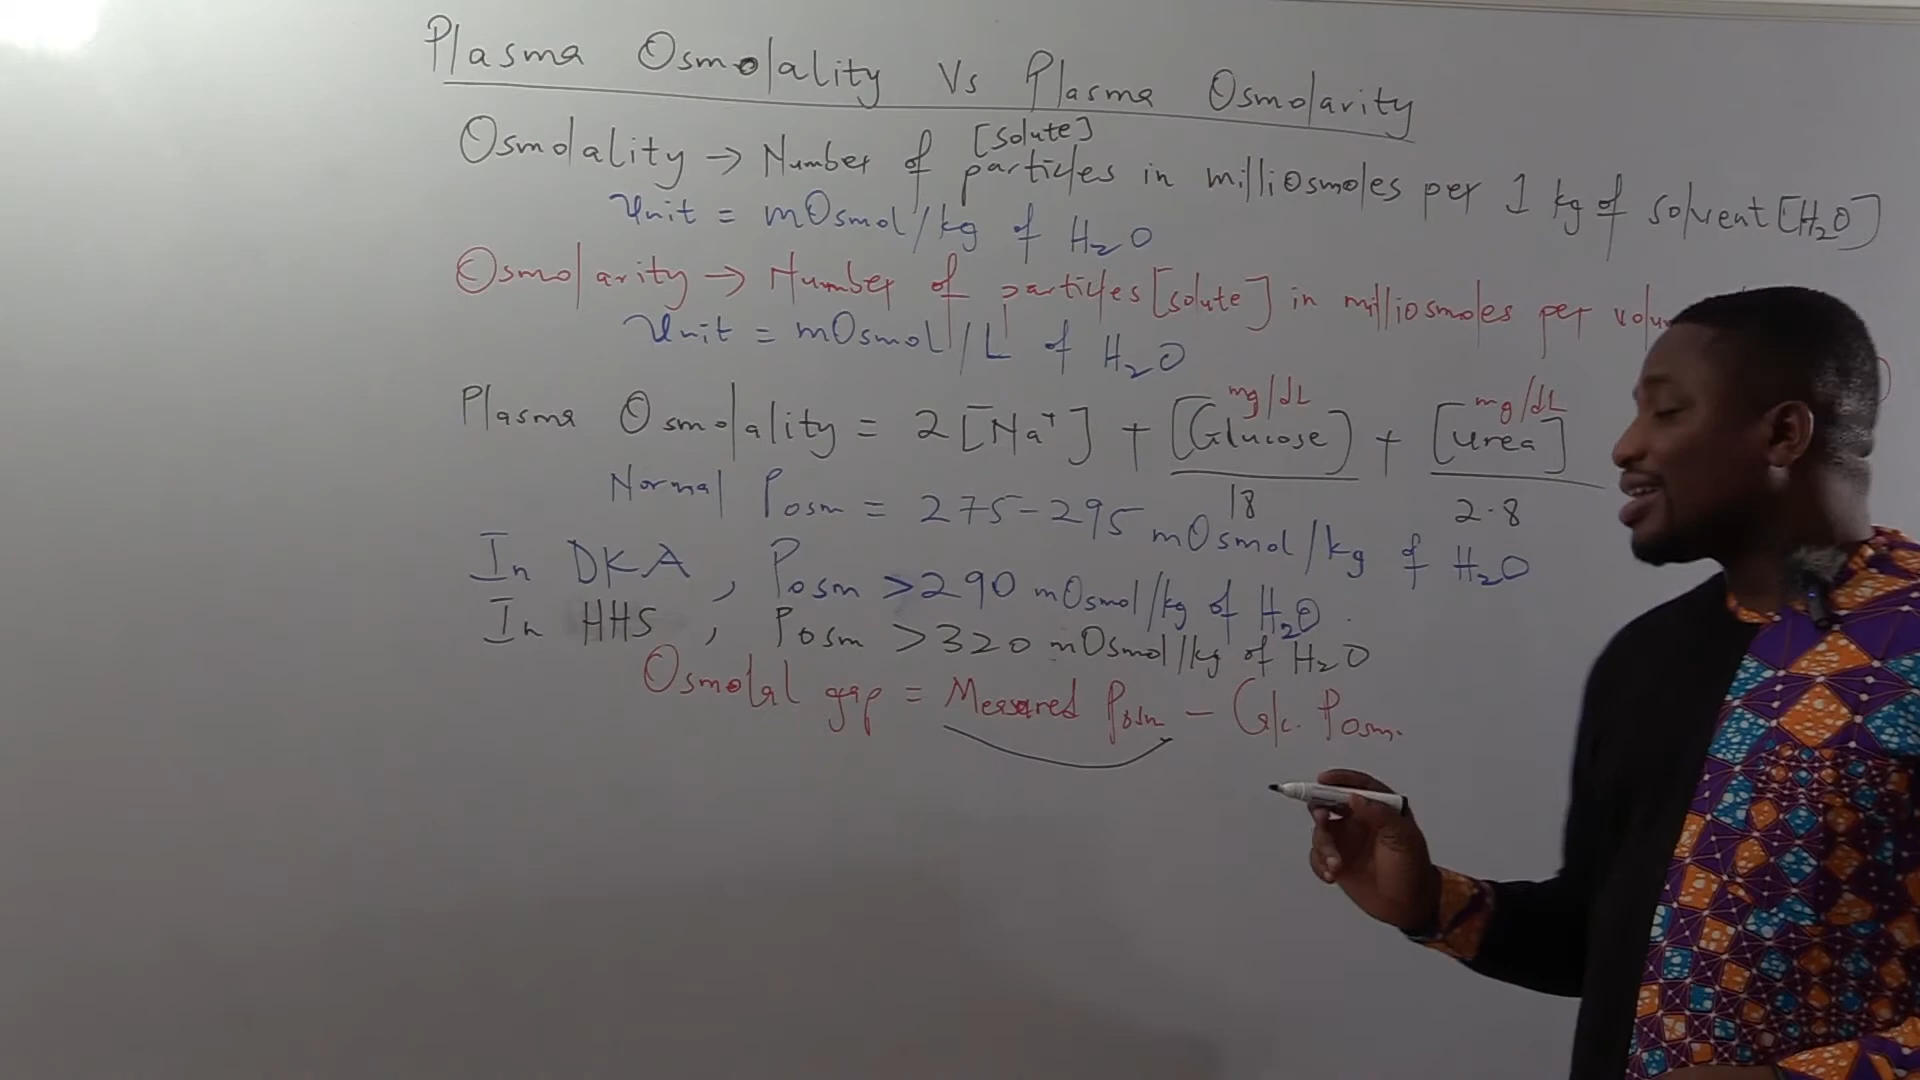 Plasma Osmolality Vs Plasma Osmolarity
Osmolality → Number of [solute] particles in milliosmoles per 1 kg of solvent [H2O]
Unit = mOsmol/kg of H2O
Osmolarity → Number of particles [solute] in milliosmoles per
Unit = mOsmol/L of H2O
mg/dL mg/dL
Plasma Osmolality = 2[Na+] + [Glucose] + [urea]
18 2.8
Normal Posm = 275-295 mOsmol/kg of H2O
In DKA, Posm >290 mOsmol/kg of H2O.
In HHS, Posm >320 mOsmol/kg of H2O
Osmolal gap = Measured Posm - Calc. Posm.